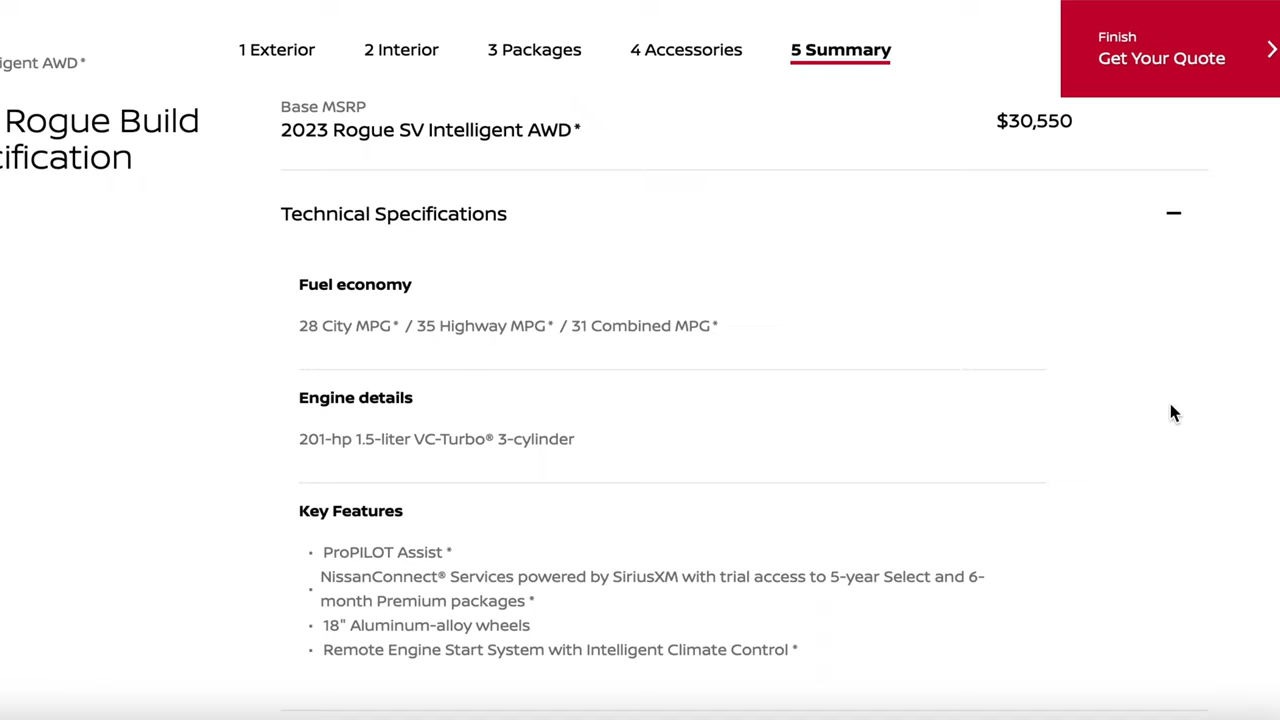 1 Exterior 2 Interior 3 Packages 4 Accessories 5 Summary
Finish
Get Your Quote
igent AWD*
Rogue Build
cification
Base MSRP
2023 Rogue SV Intelligent AWD*
$30,550
Technical Specifications
Fuel economy
28 City MPG* / 35 Highway MPG* / 31 Combined MPG*
Engine details
201-hp 1.5-liter VC-Turbo® 3-cylinder
Key Features
• ProPILOT Assist *
• NissanConnect® Services powered by SiriusXM with trial access to 5-year Select and 6-
month Premium packages *
• 18" Aluminum-alloy wheels
• Remote Engine Start System with Intelligent Climate Control *